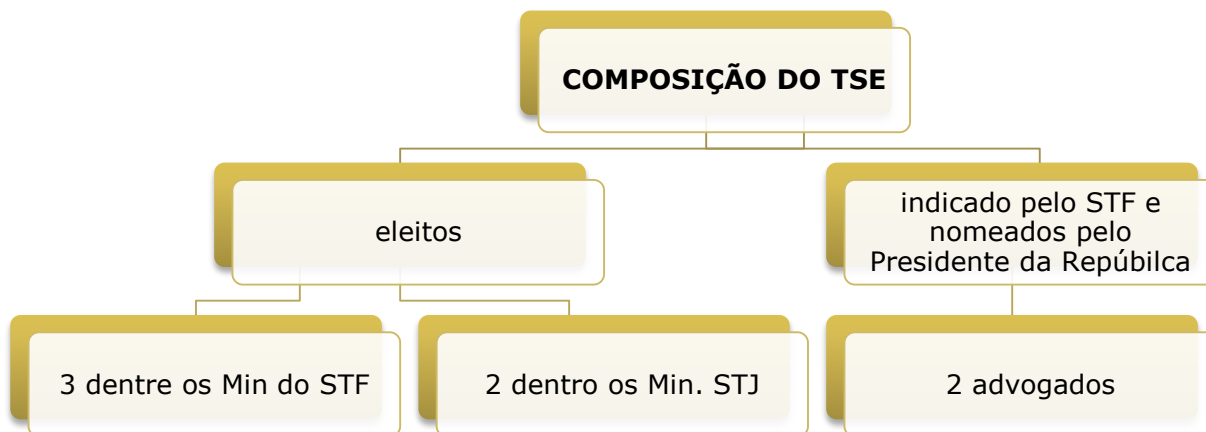 COMPOSIÇÃO DO TSE
eleitos
indicado pelo STF e
nomeados pelo
Presidente da Repúbilca
3 dentre os Min do STF
2 dentro os Min. STJ
2 advogados